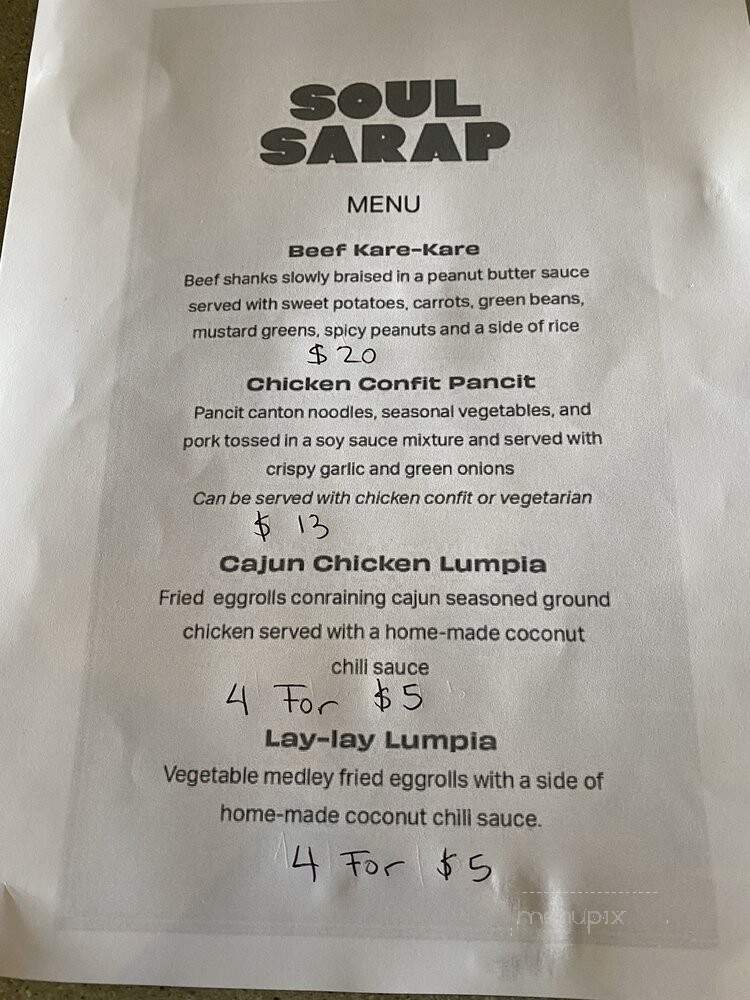 SOUL
SARAP
MENU
Beef Kare-Kare
Beef shanks slowly braised in a peanut butter sauce
served with sweet potatoes, carrots, green beans,
mustard greens, spicy peanuts and a side of rice
$ 20
Chicken Confit Pancit
Pancit canton noodles, seasonal vegetables, and
pork tossed in a soy sauce mixture and served with
crispy garlic and green onions
Can be served with chicken confit or vegetarian
$ 13
Cajun Chicken Lumpia
Fried eggrolls conraining cajun seasoned ground
chicken served with a home-made coconut
chili sauce
4 For $5
Lay-lay Lumpia
Vegetable medley fried eggrolls with a side of
home-made coconut chili sauce.
4 For $5
menupix